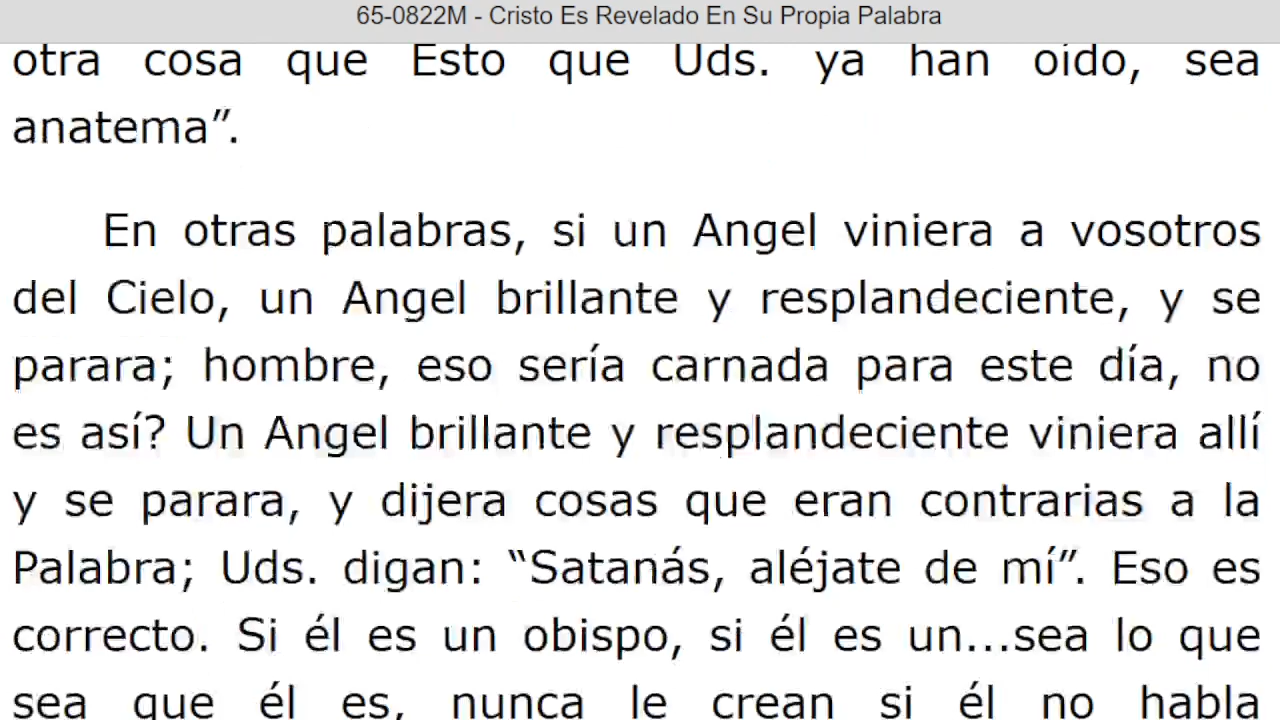 65-0822M - Cristo Es Revelado En Su Propia Palabra
otra cosa que Esto que Uds. ya han oído, sea
anatema”.
En otras palabras, si un Angel viniera a vosotros
del Cielo, un Angel brillante y resplandeciente, y se
parara; hombre, eso sería carnada para este día, no
es así? Un Angel brillante y resplandeciente viniera allí
y se parara, y dijera cosas que eran contrarias a la
Palabra; Uds. digan: “Satanás, aléjate de mí”. Eso es
correcto. Si él es un obispo, si él es un...sea lo que
sea que él es, nunca le crean si él no habla